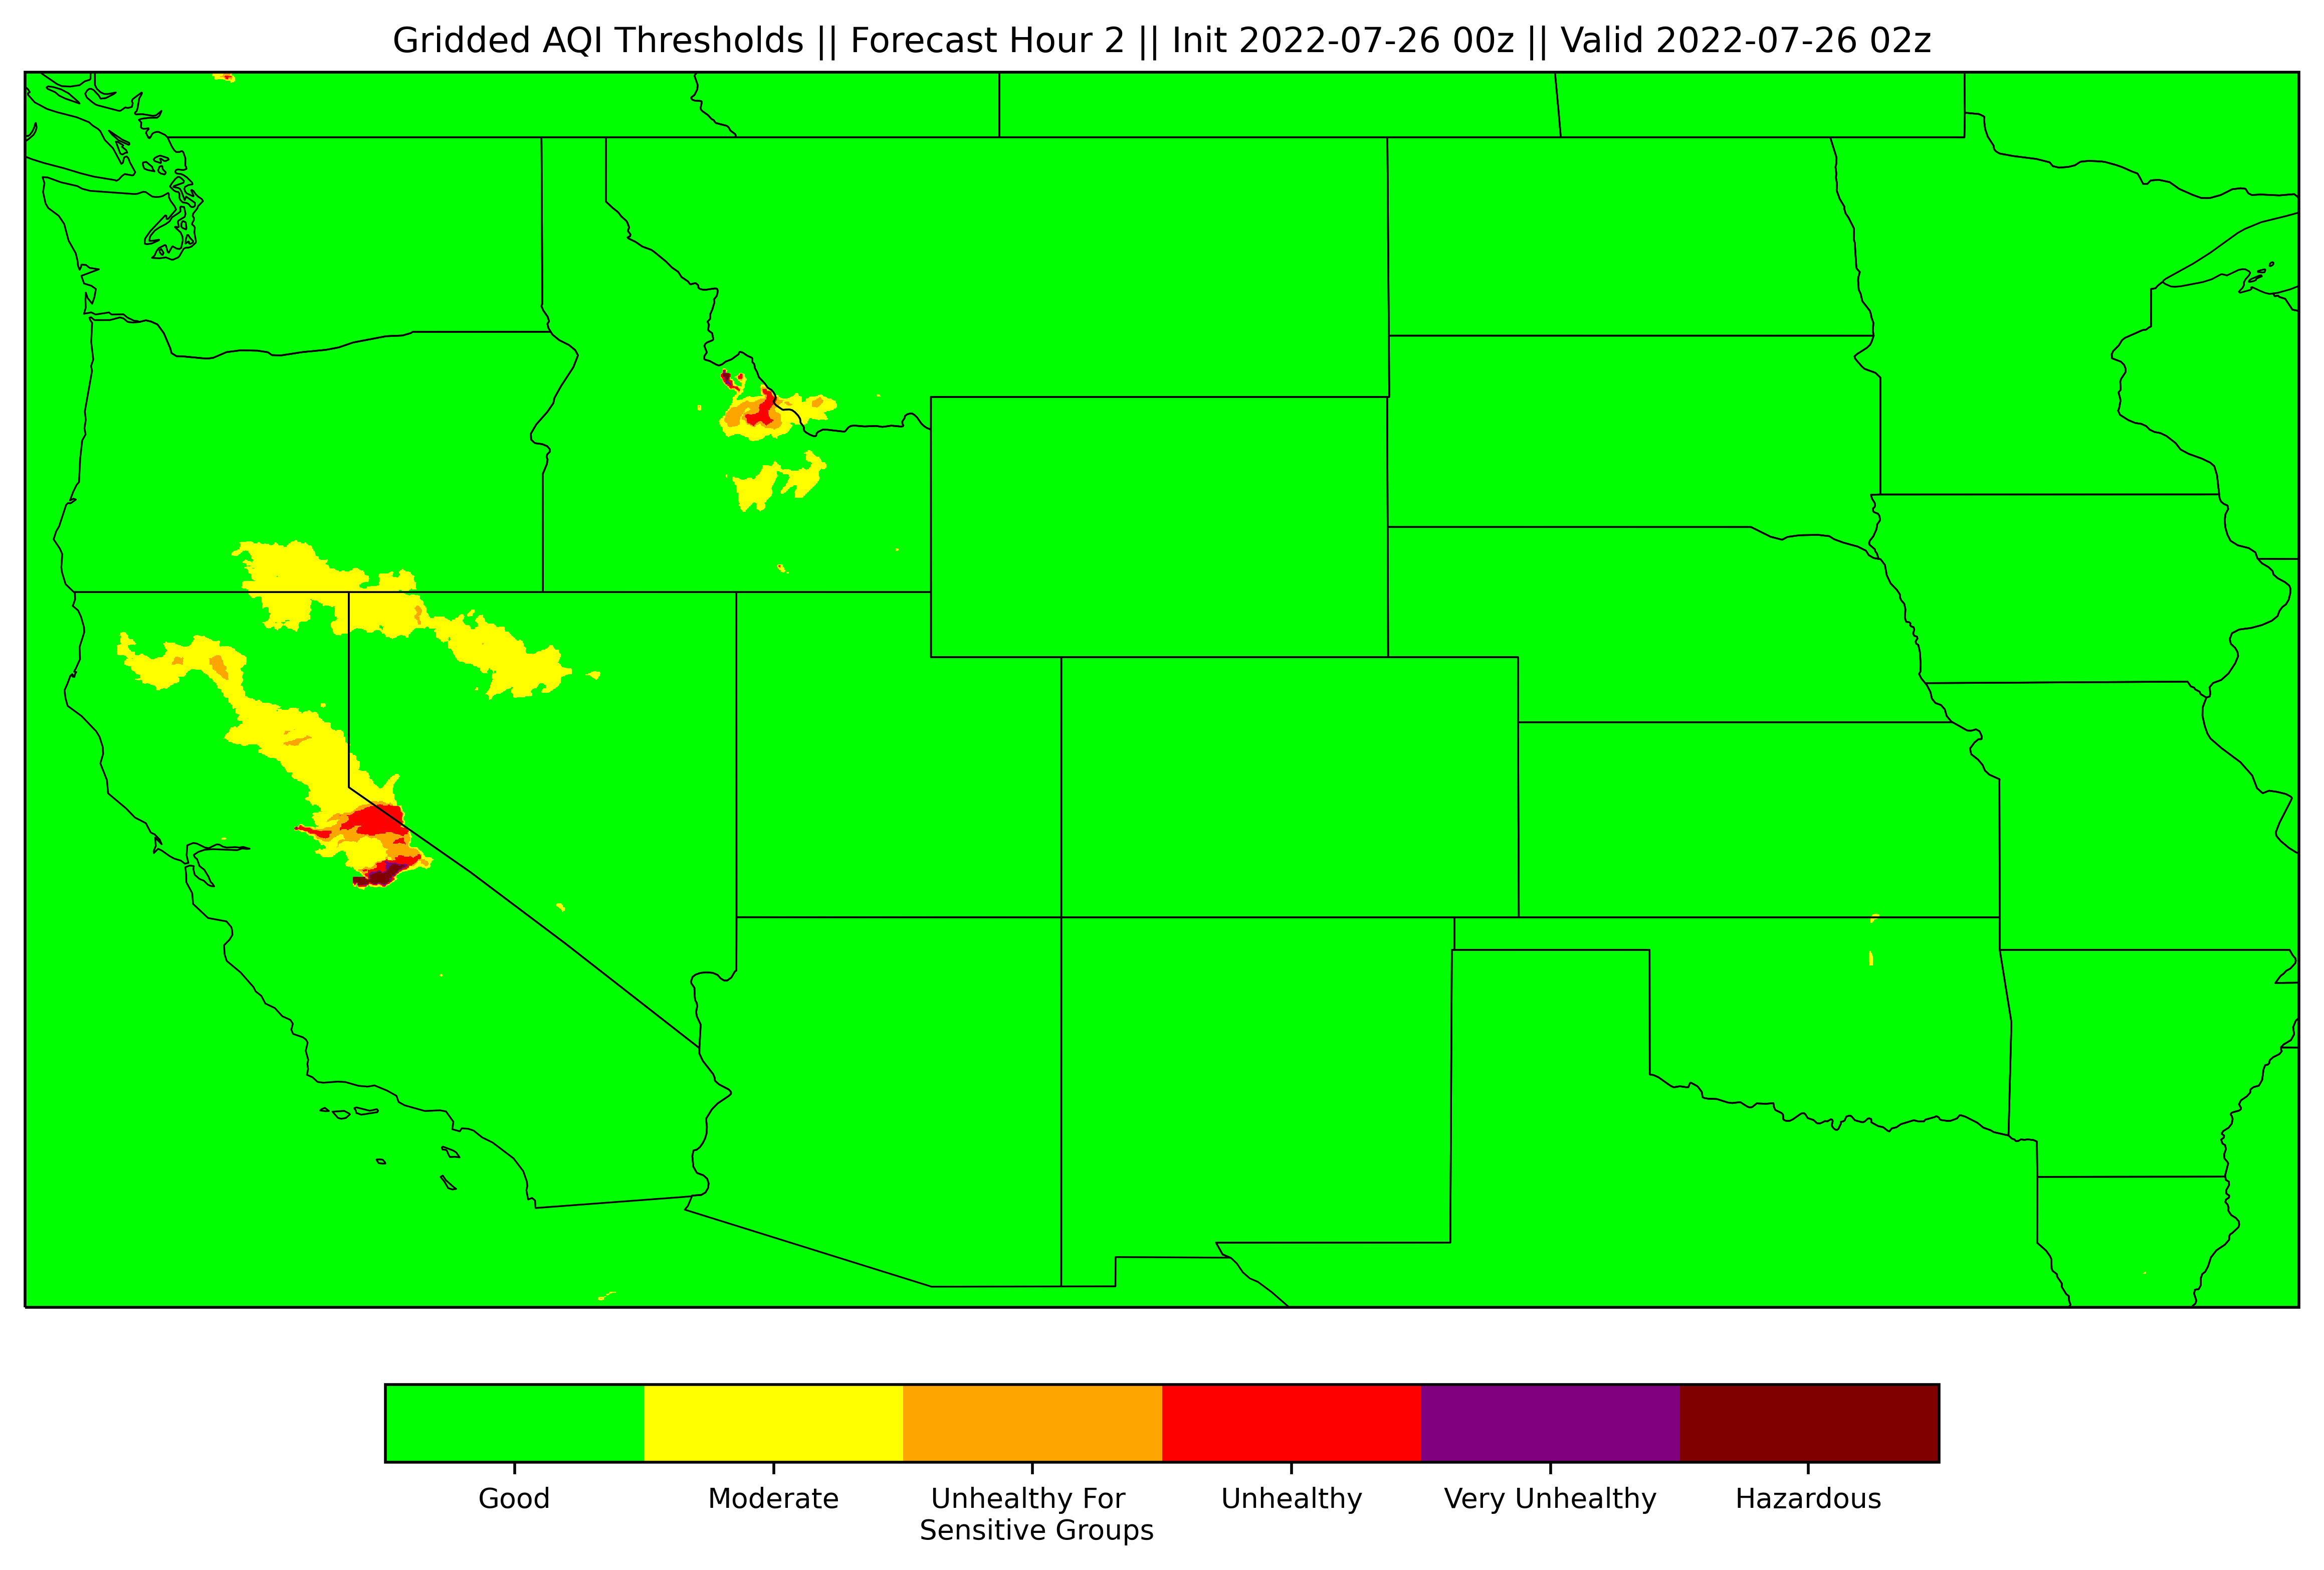 Gridded AQI Thresholds || Forecast Hour 2 || Init 2022-07-26 00z || Valid 2022-07-26 02z
Good
Moderate
Unhealthy For
Sensitive Groups
Unhealthy
Very Unhealthy
Hazardous